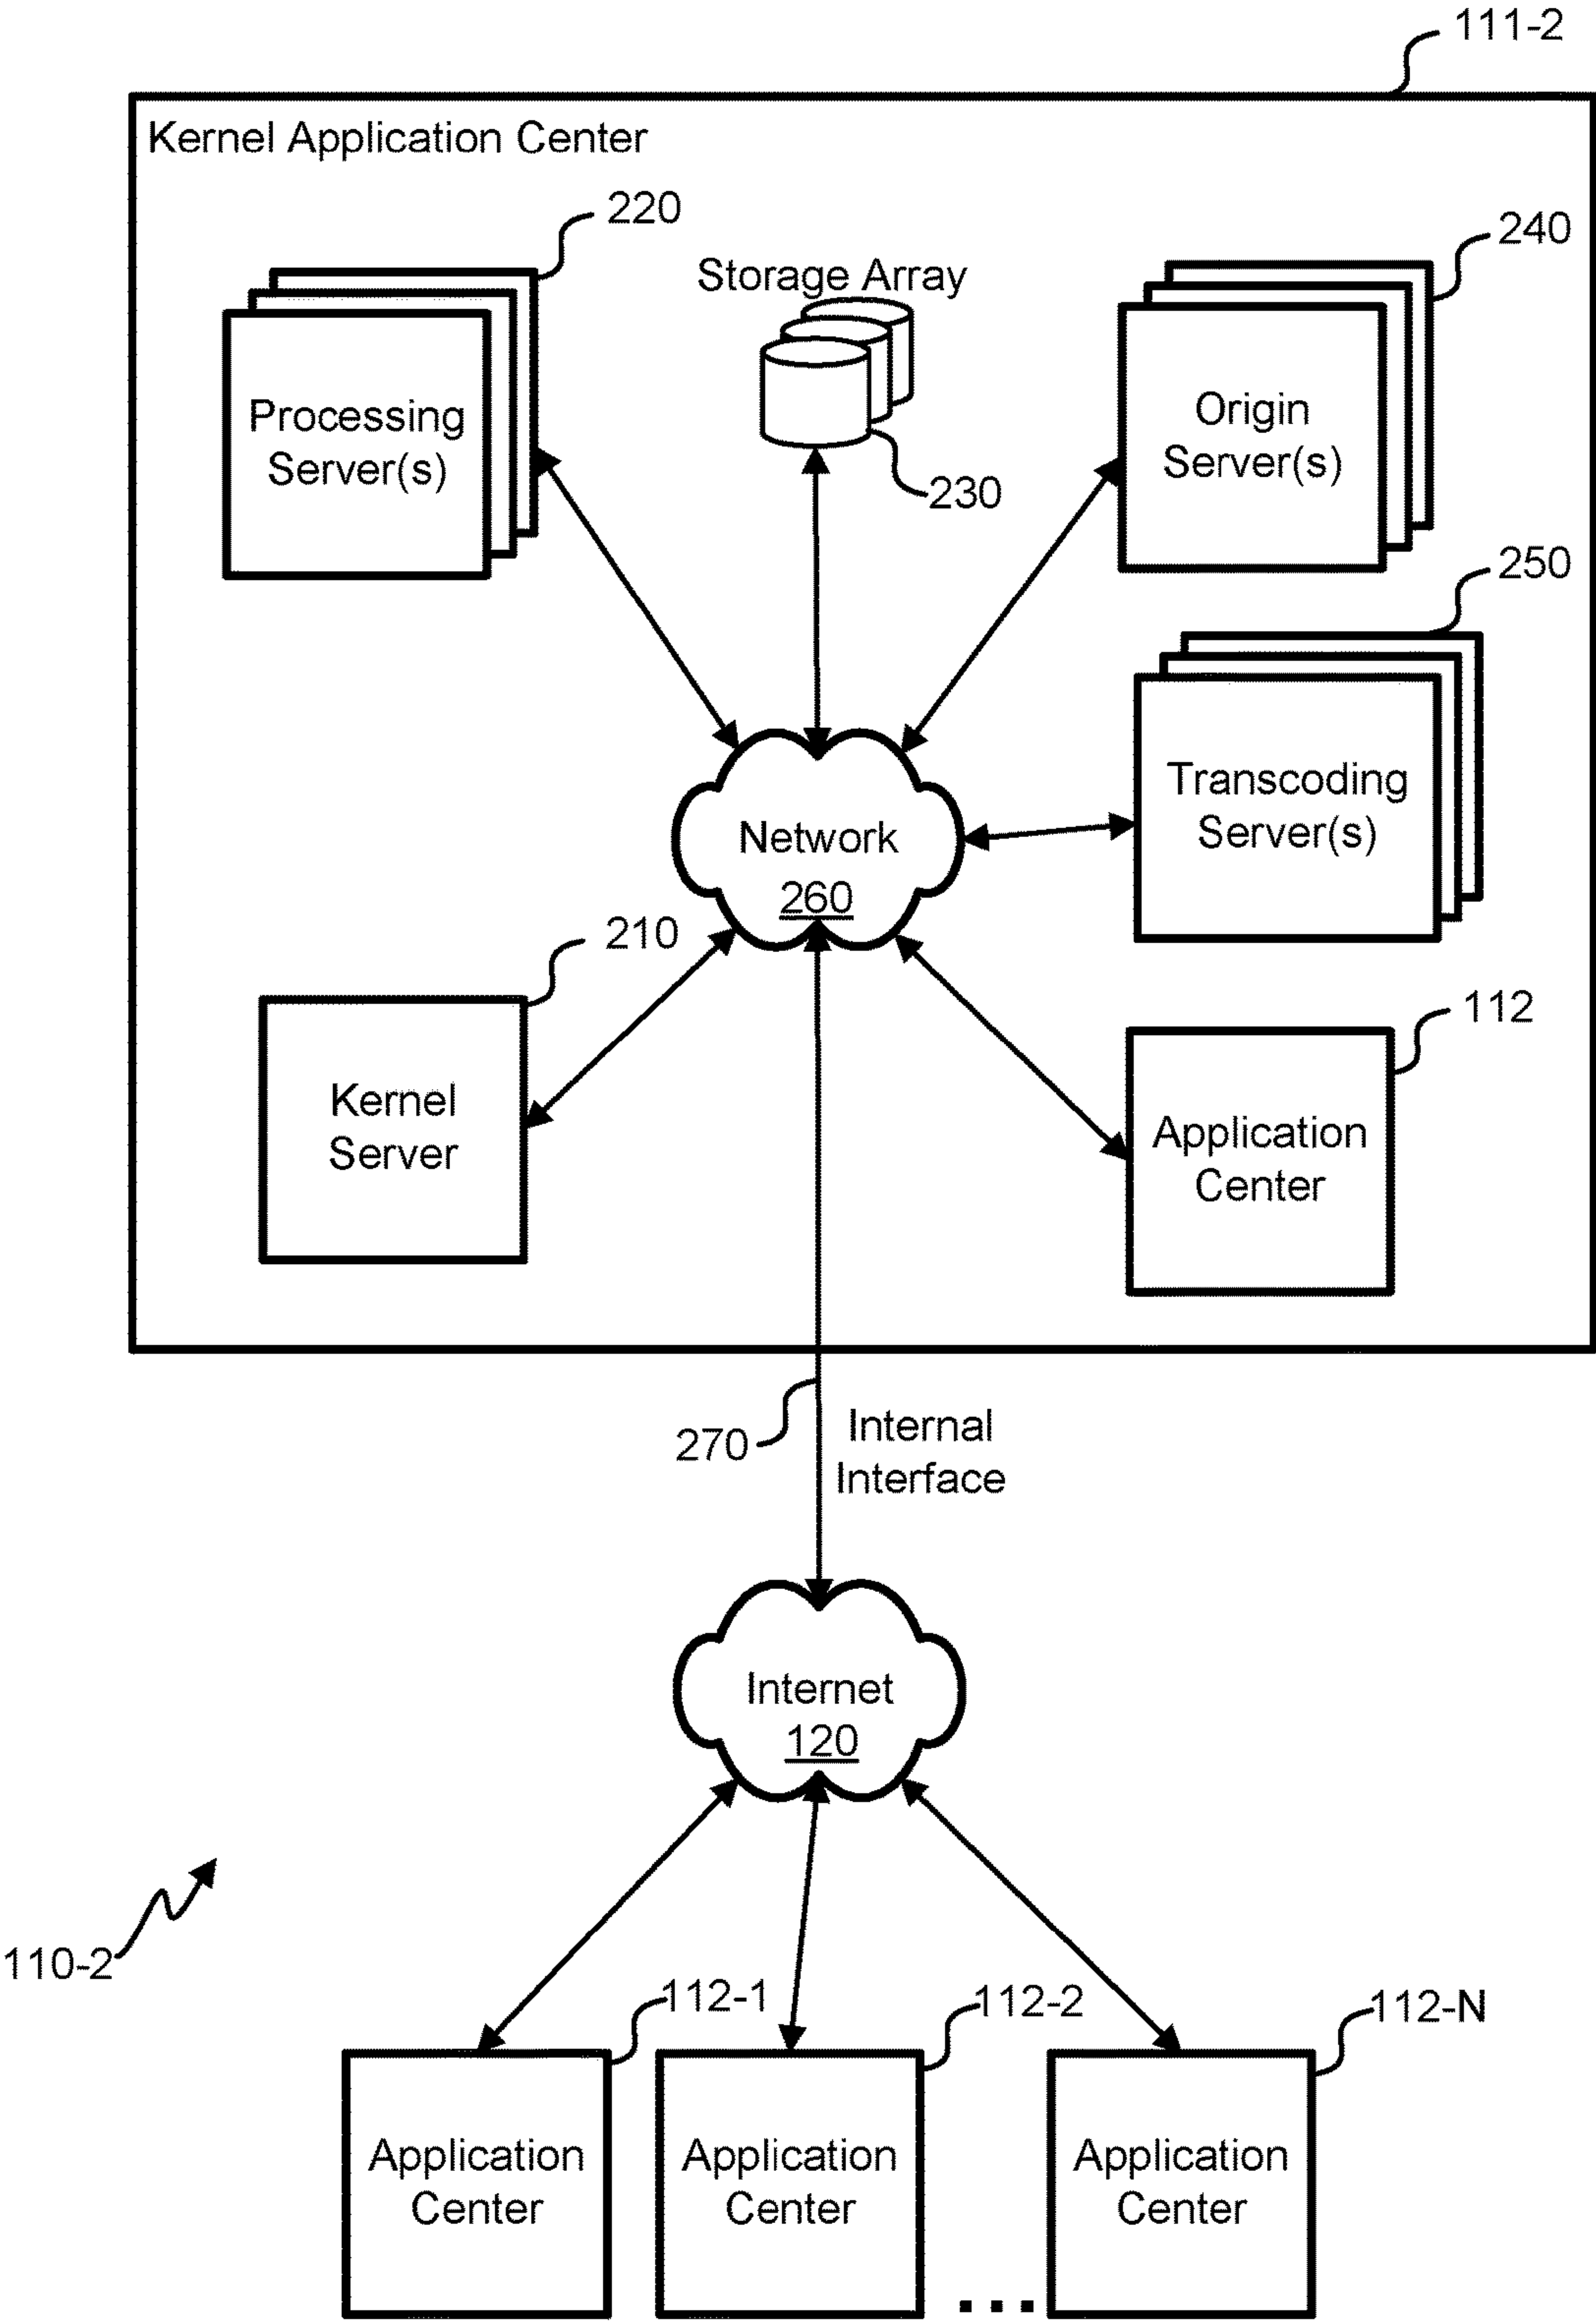 111-2
Kernel Application Center
220
240
Storage Array
Processing
Server(s)
Origin
Server(s)
230
250
Transcoding
Server(s)
Network
260
210
112
Kernel
Server
Application
Center
270
Internal
Interface
Internet
120
110-2
112-1
112-2
112-N
Application
Center
Application
Center
...
Application
Center